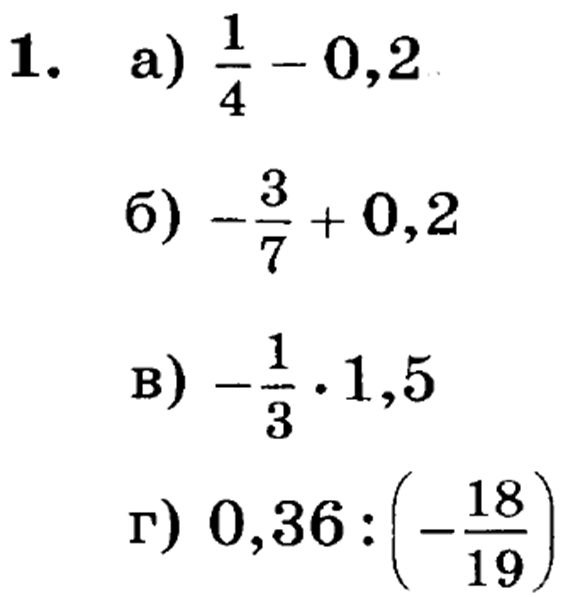 1. а) 1/4 − 0,2
б) −3/7 + 0,2
в) −1/3 · 1,5
г) 0,36 : (−18/19)